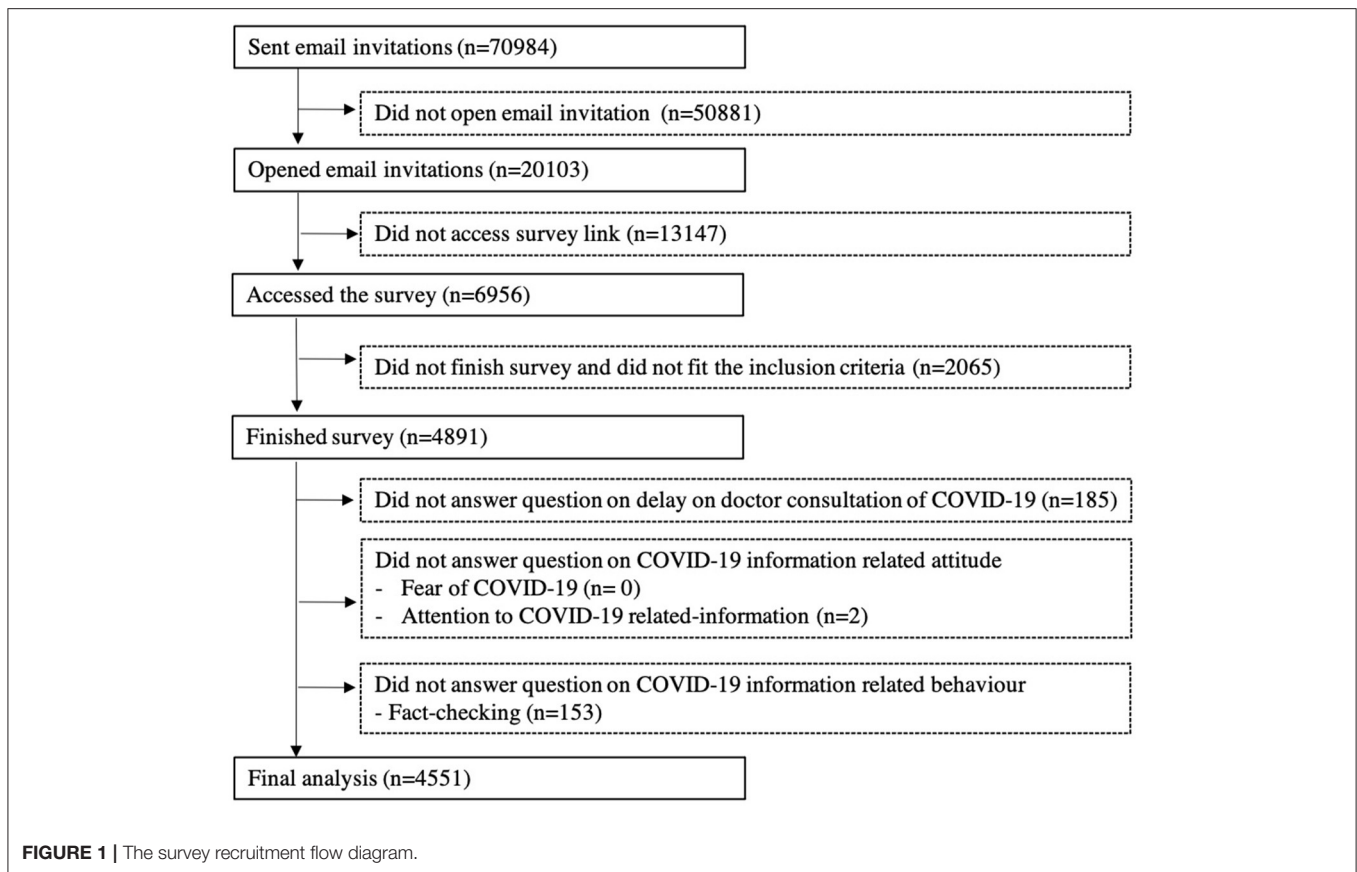 Sent email invitations (n=70984)
Did not open email invitation (n=50881)
Opened email invitations (n=20103)
Did not access survey link (n=13147)
Accessed the survey (n=6956)
Did not finish survey and did not fit the inclusion criteria (n=2065)
Finished survey (n=4891)
Did not answer question on delay on doctor consultation of COVID-19 (n=185)
Did not answer question on COVID-19 information related attitude
- Fear of COVID-19 (n= 0)
- Attention to COVID-19 related-information (n=2)
Did not answer question on COVID-19 information related behaviour
- Fact-checking (n=153)
Final analysis (n=4551)
FIGURE 1 | The survey recruitment flow diagram.